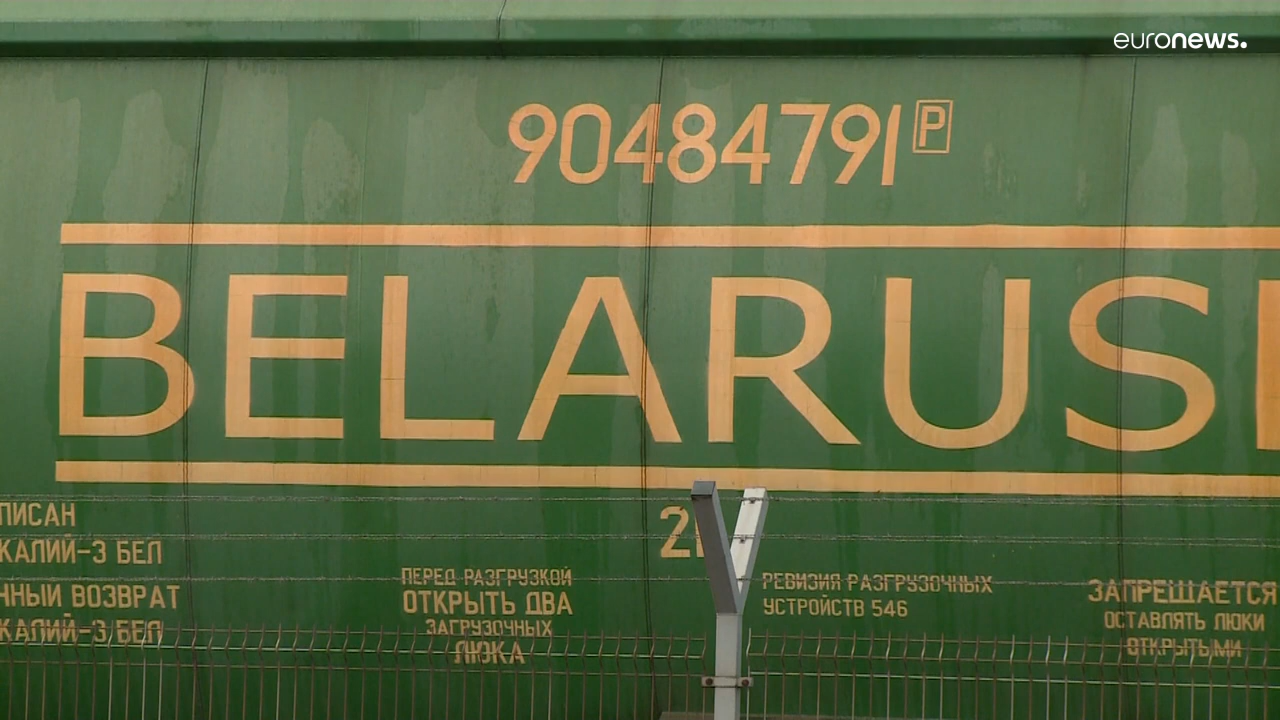 euronews.
90484791 P
BELARUS
ПИСАН
КАЛИЙ-3 БЕЛ
ННЫЙ ВОЗВРАТ
КАЛИЙ-3 БЕЛ
ПЕРЕД РАЗГРУЗКОЙ
ОТКРЫТЬ ДВА
ЗАГРУЗОЧНЫХ
ЛЮКА
РЕВИЗИЯ РАЗГРУЗОЧНЫХ
УСТРОЙСТВ 546
ЗАПРЕЩАЕТСЯ
ОСТАВЛЯТЬ ЛЮКИ
ОТКРЫТЫМИ